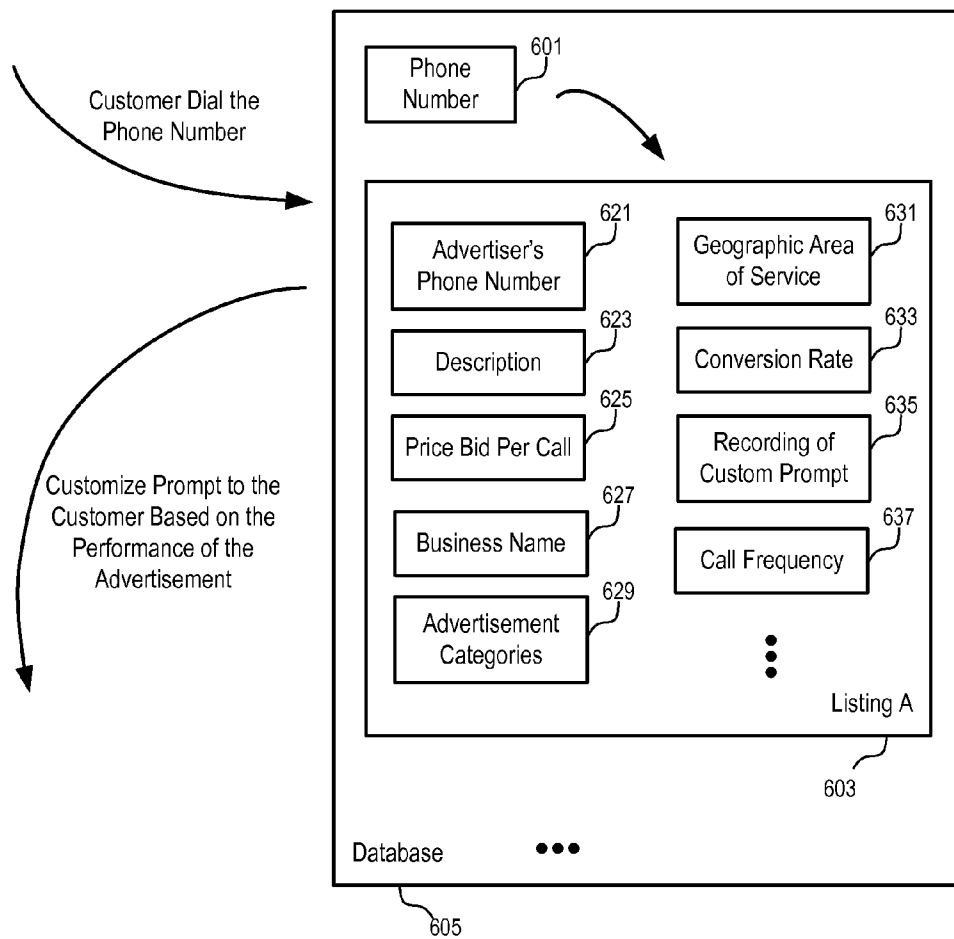 Phone
Number
601
Customer Dial the
Phone Number
Advertiser's
Phone Number
621
Geographic Area
of Service
631
Description
623
Conversion Rate
633
Price Bid Per Call
625
Recording of
Custom Prompt
635
Customize Prompt to the
Customer Based on the
Performance of the
Advertisement
Business Name
627
Call Frequency
637
Advertisement
Categories
629
Listing A
603
Database
605